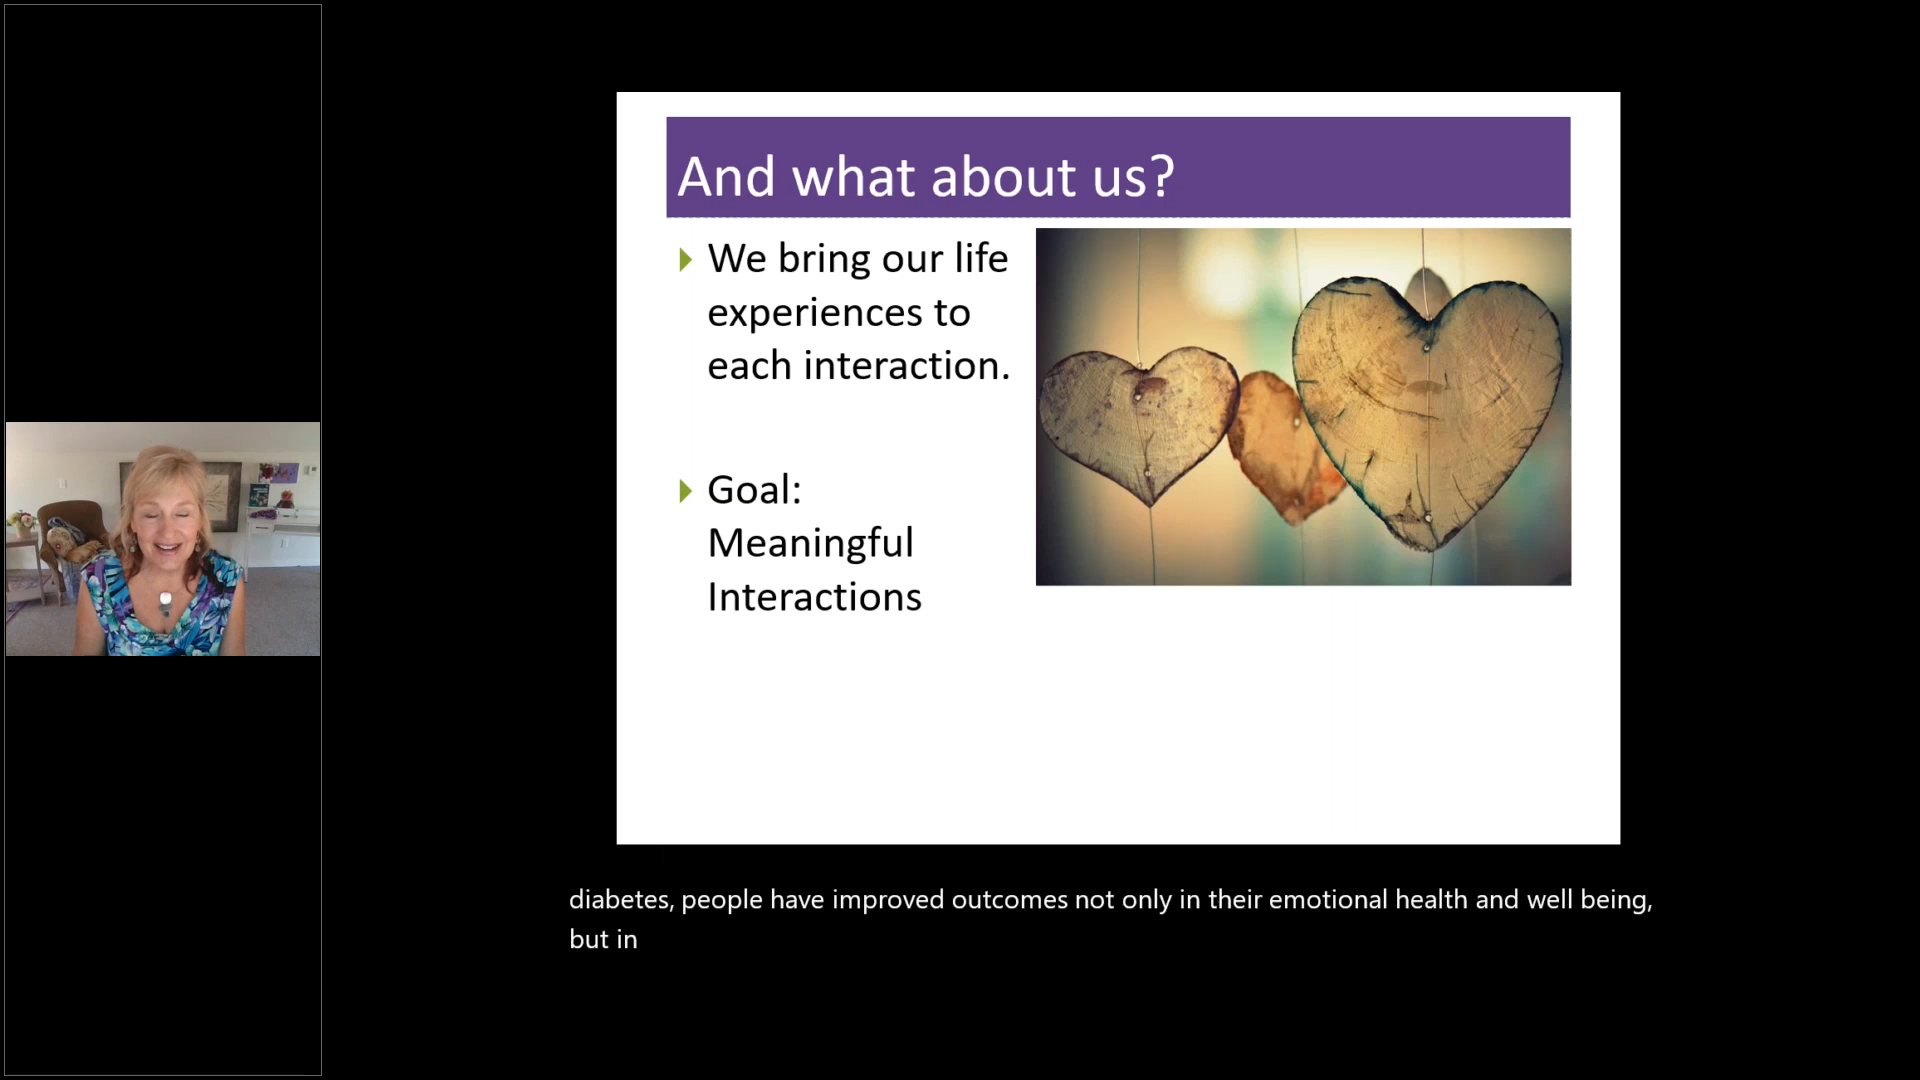 And what about us?
We bring our life
experiences to
each interaction.
Goal:
Meaningful
Interactions
diabetes, people have improved outcomes not only in their emotional health and well being,
but in